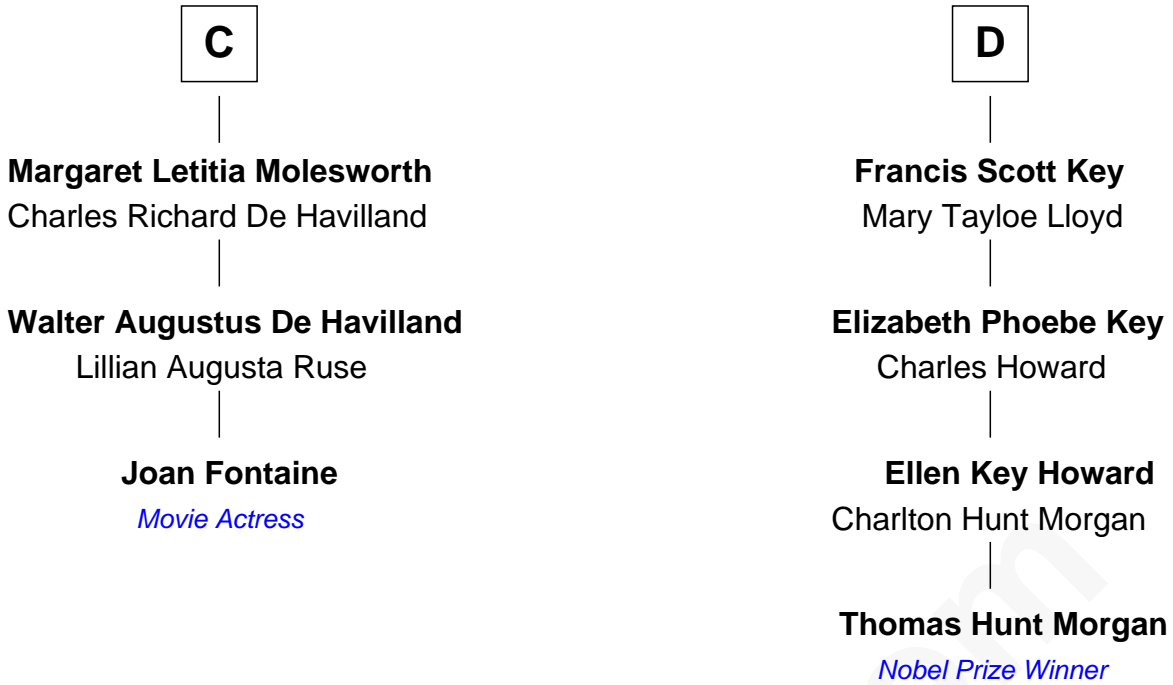 C
Margaret Letitia Molesworth
Charles Richard De Havilland
Walter Augustus De Havilland
Lillian Augusta Ruse
Joan Fontaine
Movie Actress
D
Francis Scott Key
Mary Tayloe Lloyd
Elizabeth Phoebe Key
Charles Howard
Ellen Key Howard
Charlton Hunt Morgan
Thomas Hunt Morgan
Nobel Prize Winner